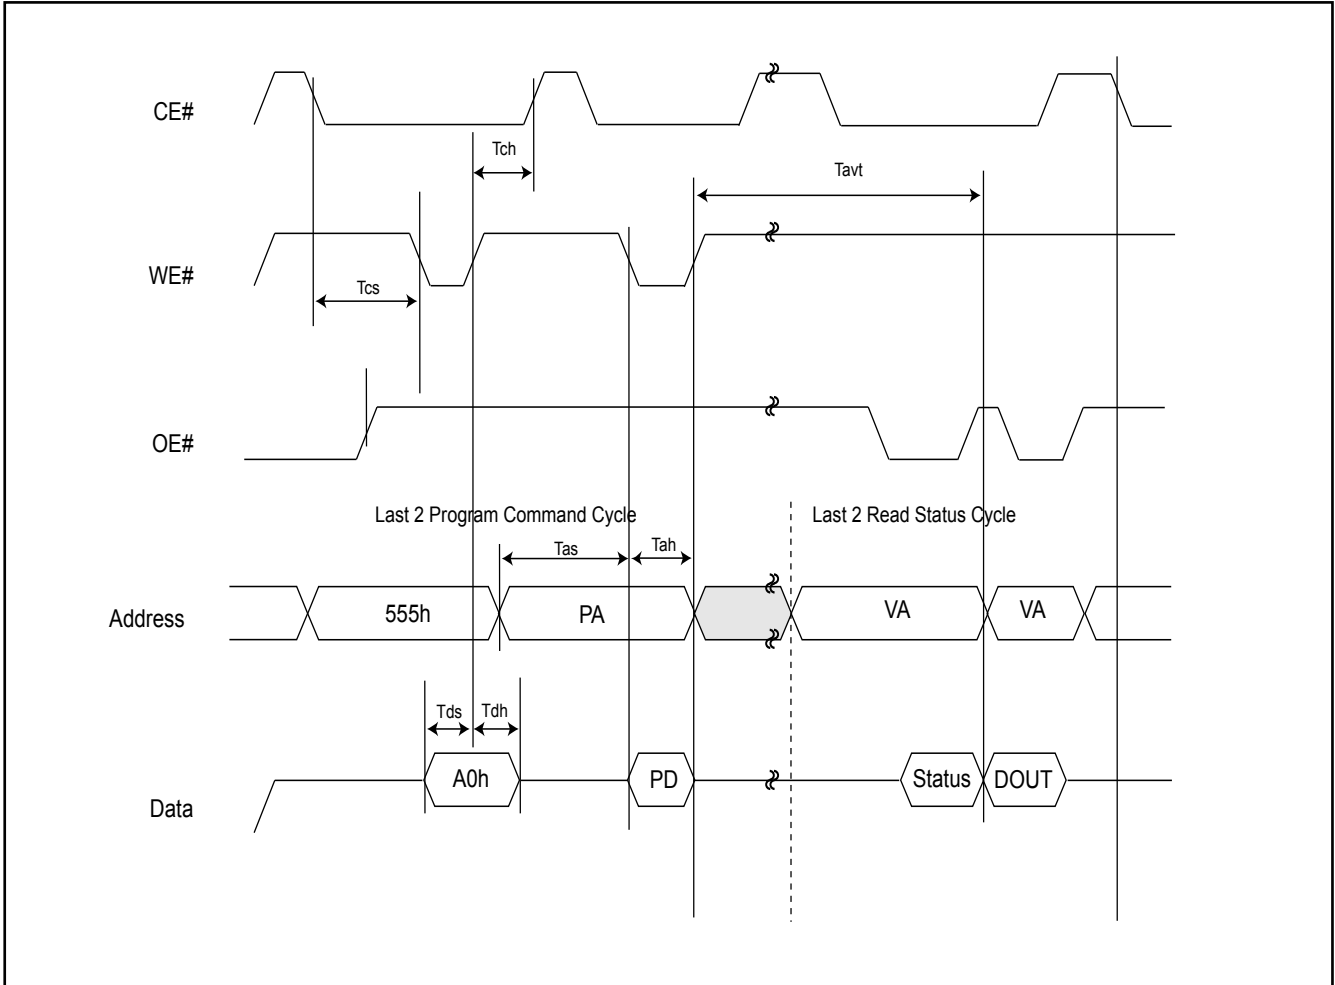 CE#
Tch
Tavt
WE#
Tcs
OE#
Last 2 Program Command Cycle
Last 2 Read Status Cycle
Tas
Tah
Address
555h
PA
VA
VA
Tds
Tdh
Data
A0h
PD
Status
DOUT